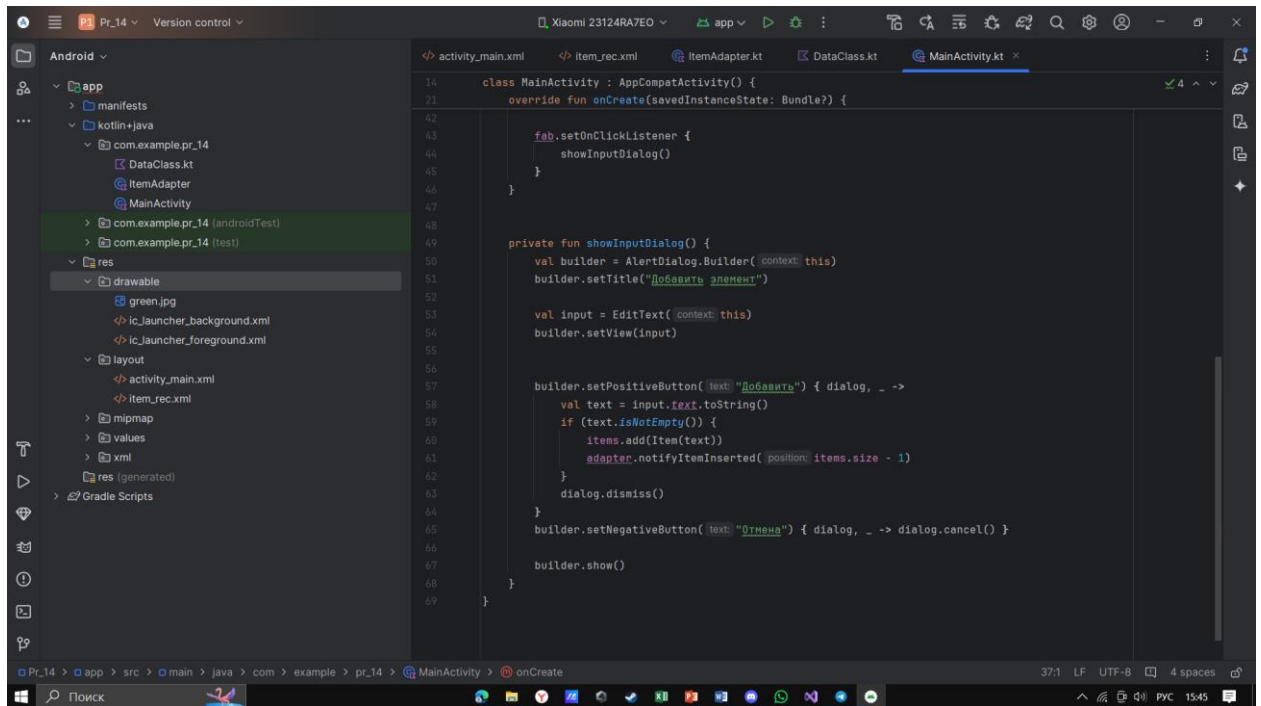 P1 Pr_14 Version control Xiaomi 23124RA7EO app
Android
app
manifests
kotlin+java
com.example.pr_14
DataClass.kt
ItemAdapter
MainActivity
com.example.pr_14 (androidTest)
com.example.pr_14 (test)
res
drawable
green.jpg
ic_launcher_background.xml
ic_launcher_foreground.xml
layout
activity_main.xml
item_rec.xml
mipmap
values
xml
res (generated)
Gradle Scripts
activity_main.xml item_rec.xml ItemAdapter.kt DataClass.kt MainActivity.kt
14 class MainActivity : AppCompatActivity() {
21 override fun onCreate(savedInstanceState: Bundle?) {
42
43 fab.setOnClickListener {
44 showInputDialog()
45 }
46 }
47
48
49 private fun showInputDialog() {
50 val builder = AlertDialog.Builder( context: this)
51 builder.setTitle("Добавить элемент")
52
53 val input = EditText( context: this)
54 builder.setView(input)
55
56
57 builder.setPositiveButton( text: "Добавить") { dialog, _ ->
58 val text = input.text.toString()
59 if (text.isNotEmpty()) {
60 items.add(Item(text))
61 adapter.notifyItemInserted( position: items.size - 1)
62 }
63 dialog.dismiss()
64 }
65 builder.setNegativeButton( text: "Отмена") { dialog, _ -> dialog.cancel() }
66
67 builder.show()
68 }
69 }
4
Pr_14 > app > src > main > java > com > example > pr_14 > MainActivity > onCreate 37:1 LF UTF-8 4 spaces
Поиск РУС 15:45